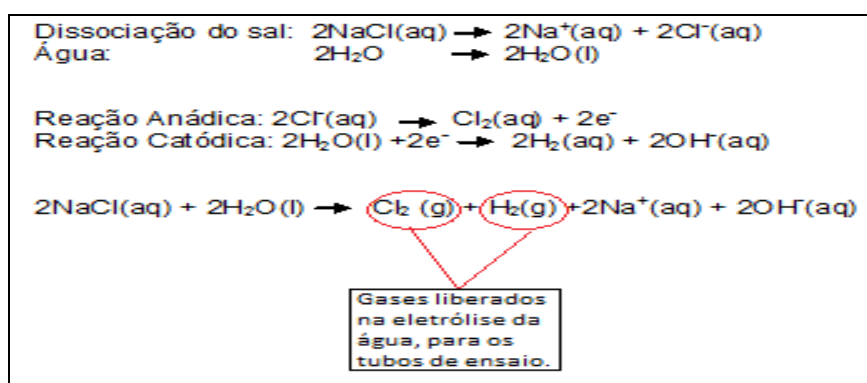 Dissociação do sal: 2NaCl(aq) → 2Na⁺(aq) + 2Cl⁻(aq)
Água: 2H₂O → 2H₂O(l)
Reação Anádica: 2Cl⁻(aq) → Cl₂(aq) + 2e⁻
Reação Catódica: 2H₂O(l) +2e⁻ → 2H₂(aq) + 2OH⁻(aq)
2NaCl(aq) + 2H₂O(l) → Cl₂ (g)+H₂(g)+2Na⁺(aq) + 2OH⁻(aq)
Gases liberados
na eletrólise da
água, para os
tubos de ensaio.